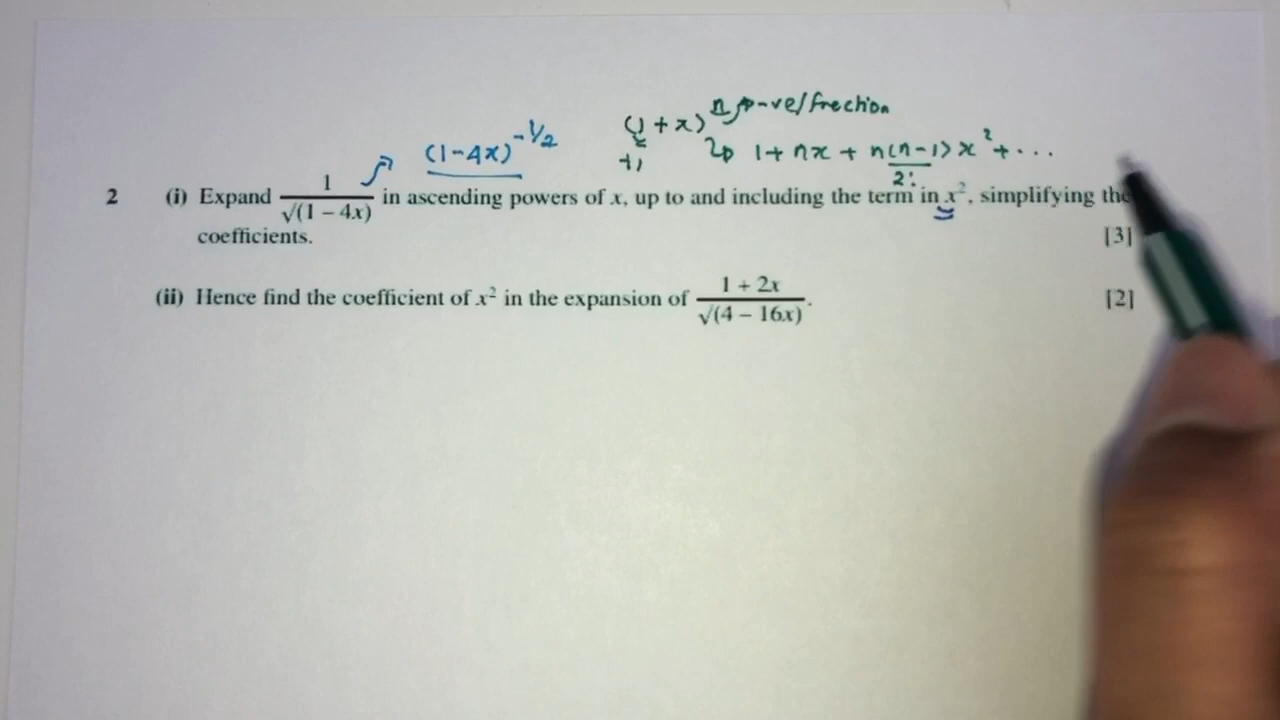 (1+x)^n → -ve/fraction
(1-4x)^-1/2
+1 → 1 + nx + n(n-1)/2! x² + ...
2 (i) Expand 1/√(1 – 4x) in ascending powers of x, up to and including the term in x², simplifying the
coefficients. [3]
(ii) Hence find the coefficient of x² in the expansion of (1 + 2x)/√(4 – 16x). [2]